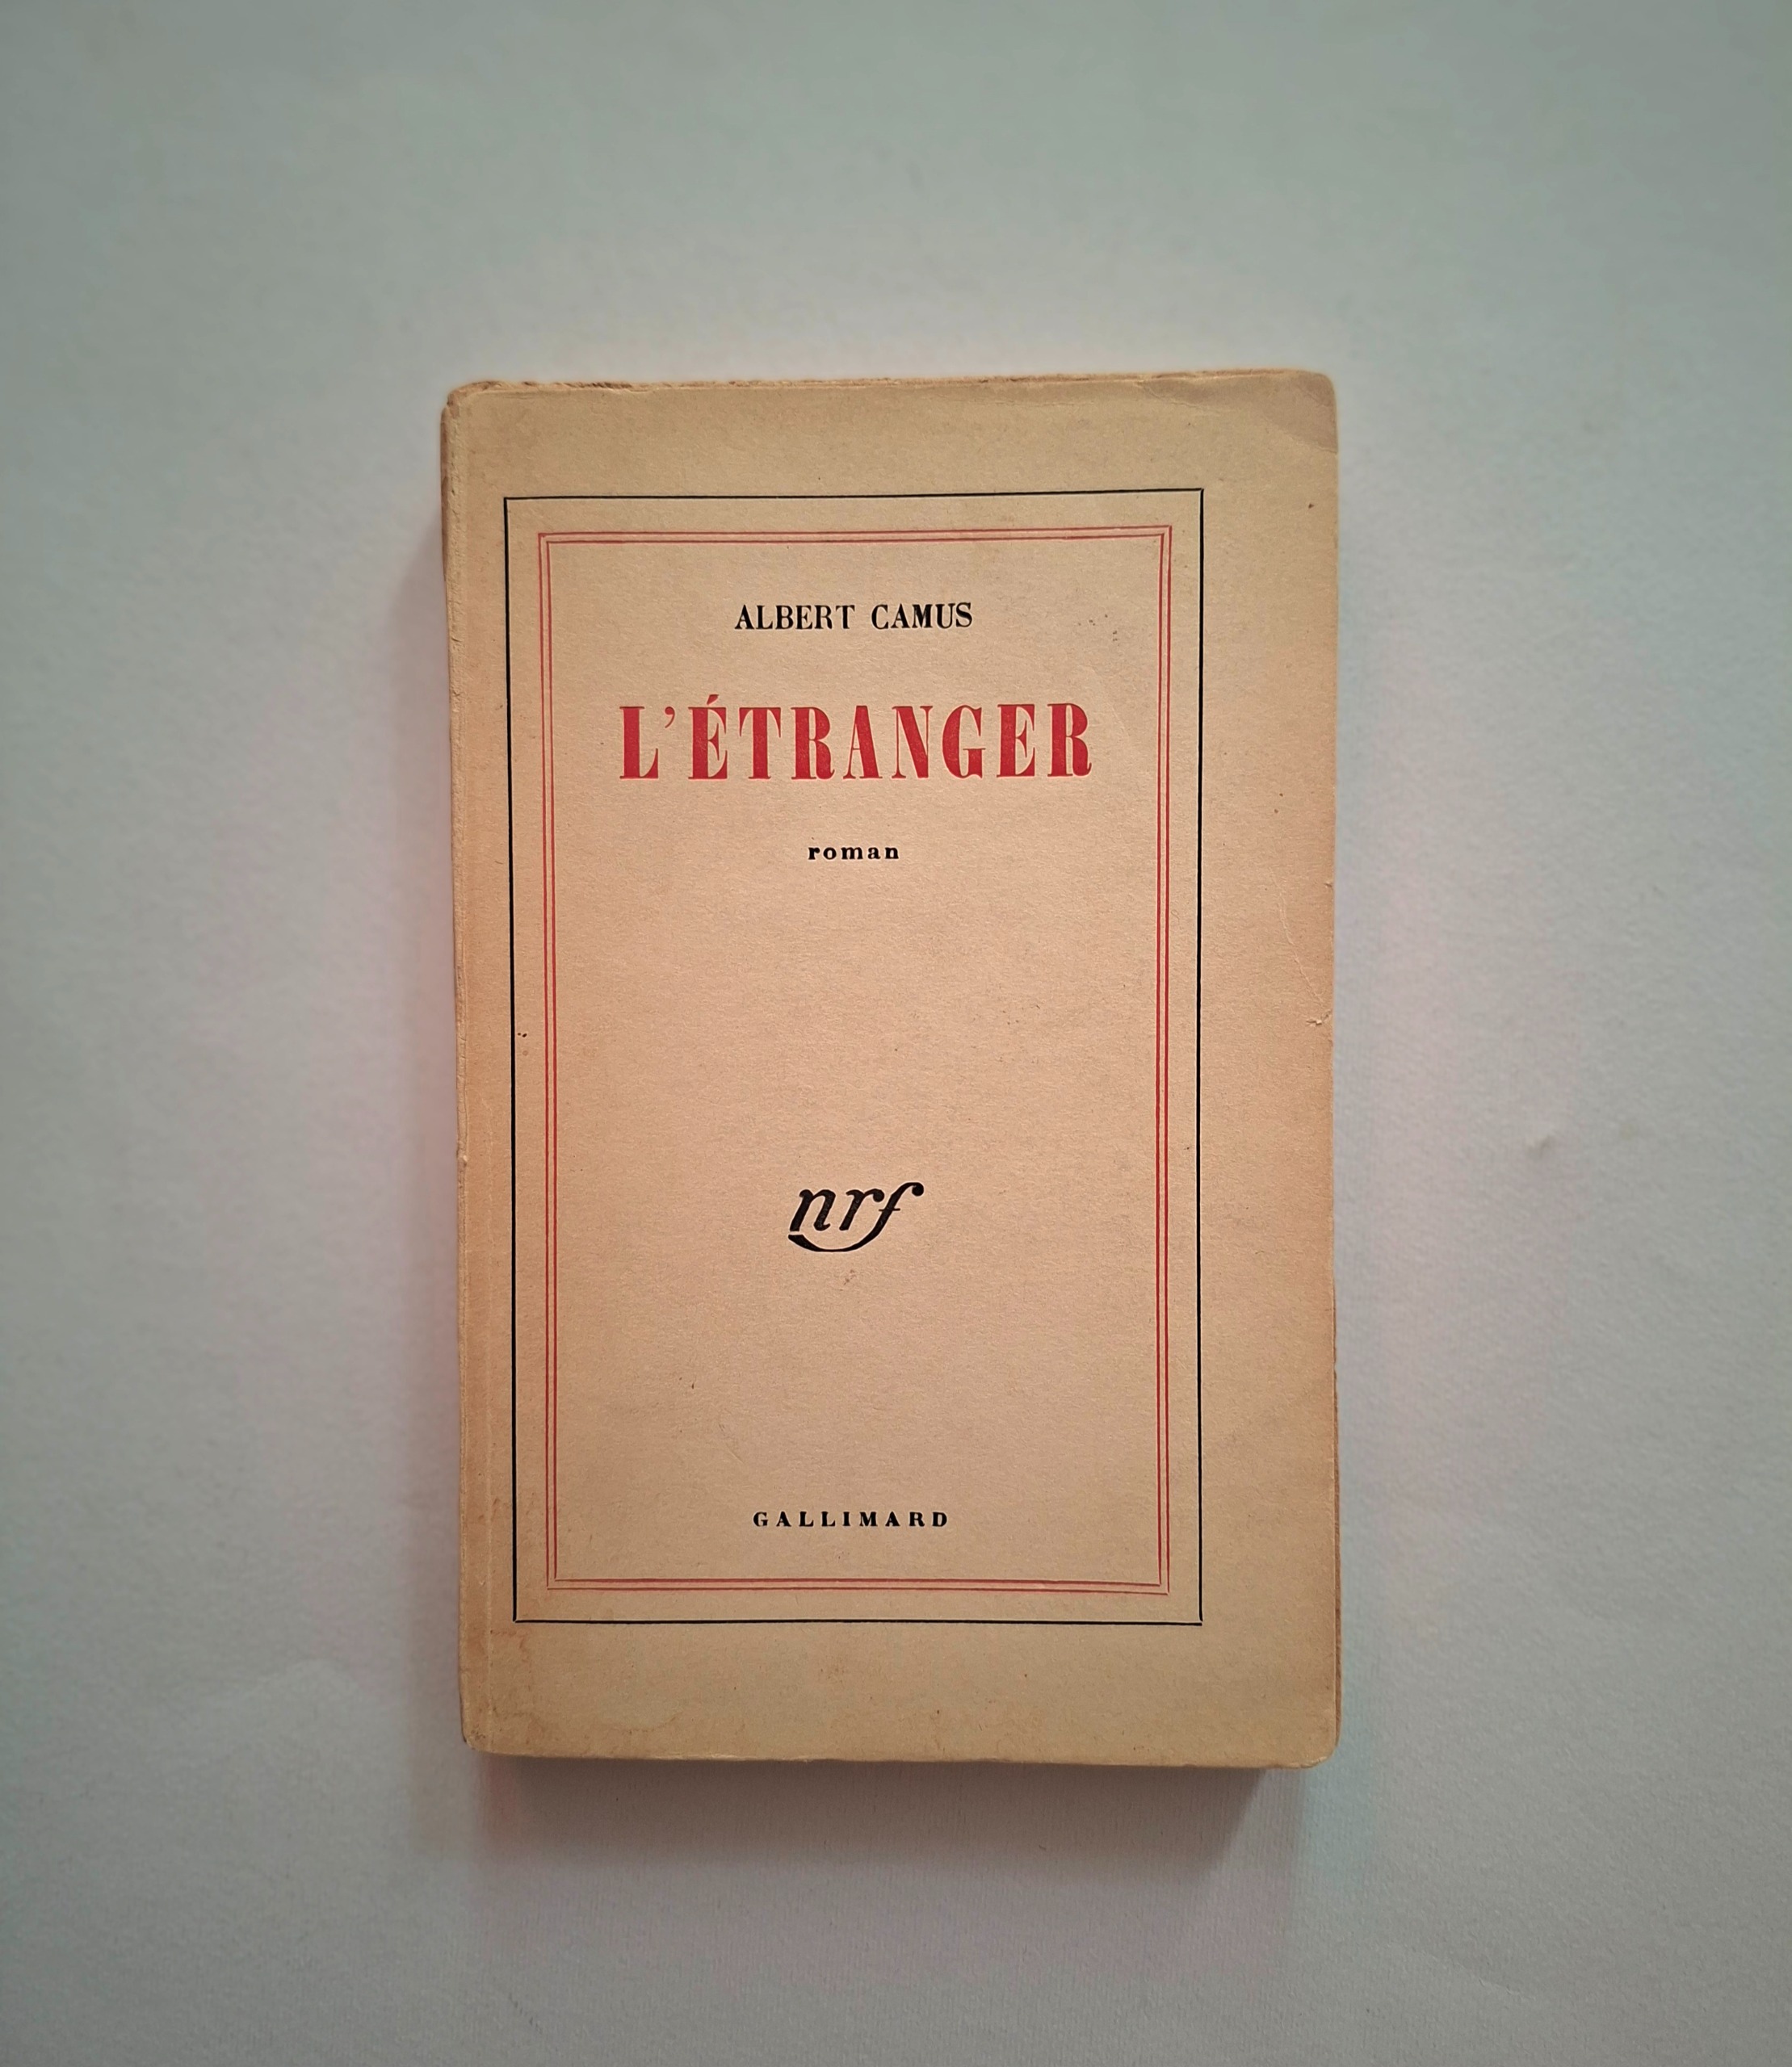 ALBERT CAMUS
L'ÉTRANGER
roman
nrf
GALLIMARD